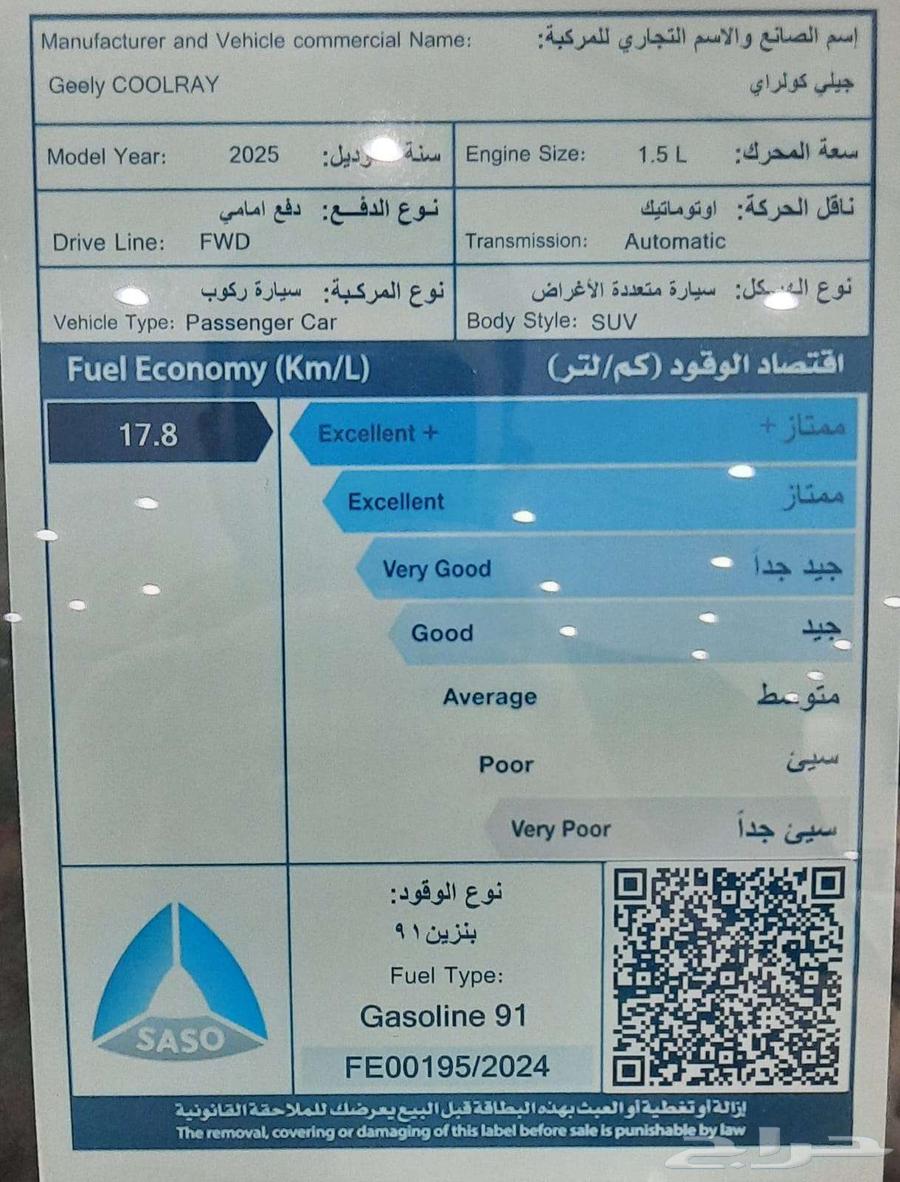 Manufacturer and Vehicle commercial Name: إسم الصانع والاسم التجاري للمركبة:
Geely COOLRAY جيلي كولراي
Model Year: 2025 سنة
Engine Size: 1.5 L سعة المحرك:
نوع الدفـــع: دفع امامي
Drive Line: FWD
ناقل الحركة: اوتوماتيك
Transmission: Automatic
نوع المركبة: سيارة ركوب
Vehicle Type: Passenger Car
نوع سيارة متعددة الأغراض
Body Style: SUV
Fuel Economy (Km/L) اقتصاد الوقود (كم/لتر)
17.8
Excellent + ممتاز +
Excellent ممتاز
Very Good جيد جداً
Good جيد
Average متوسط
Poor سيئ
Very Poor سيئ جداً
SASO
نوع الوقود:
بنزين ٩١
Fuel Type:
Gasoline 91
FE00195/2024
إزالة أو تغطية أو العبث بهذه البطاقة قبل البيع يعرضك للملاحقة القانونية
The removal, covering or damaging of this label before sale is punishable by law
حراج